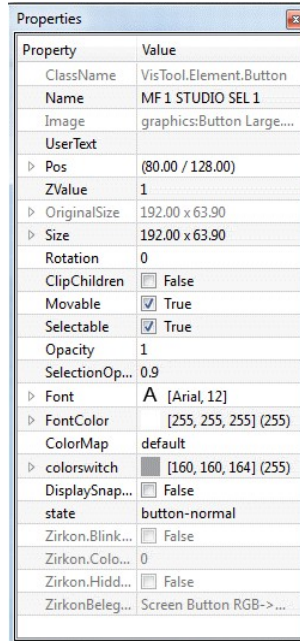 Properties
Property Value
ClassName VisTool.Element.Button
Name MF 1 STUDIO SEL 1
Image graphics:Button Large....
UserText
Pos (80.00 / 128.00)
ZValue 1
OriginalSize 192.00 x 63.90
Size 192.00 x 63.90
Rotation 0
ClipChildren False
Movable True
Selectable True
Opacity 1
SelectionOp... 0.9
Font A [Arial, 12]
FontColor [255, 255, 255] (255)
ColorMap default
colorswitch [160, 160, 164] (255)
DisplaySnap... False
state button-normal
Zirkon.Blink... False
Zirkon.Colo... 0
Zirkon.Hidd... False
ZirkonBeleg... Screen Button RGB->...